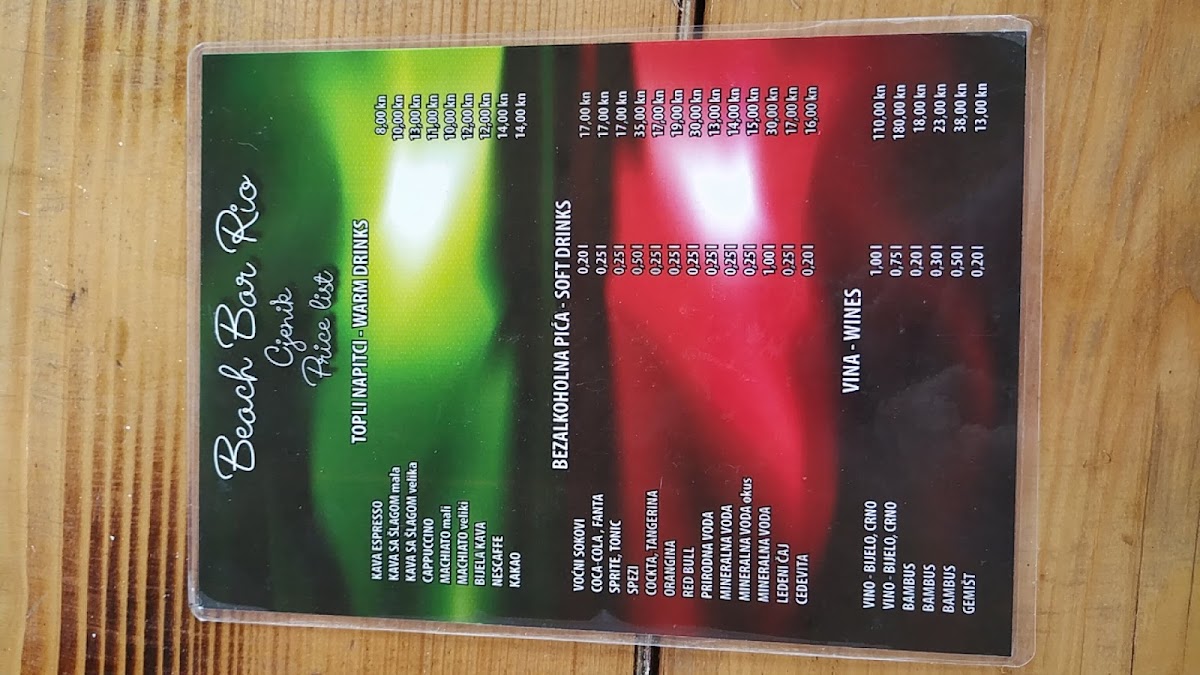 Beach Bar Rio
Cjenik
Price list
TOPLI NAPITCI - WARM DRINKS
KAVA ESPRESSO 8,00 kn
KAVA SA ŠLAGOM mala 10,00 kn
KAVA SA ŠLAGOM velika 13,00 kn
CAPPUCCINO 11,00 kn
MACHIATO mali 10,00 kn
MACHIATO veliki 12,00 kn
BIJELA KAVA 12,00 kn
NESCAFFE 14,00 kn
KAKAO 14,00 kn
BEZALKOHOLNA PIĆA - SOFT DRINKS
VOĆNI SOKOVI 0,20 l 17,00 kn
COCA-COLA , FANTA 0,25 l 17,00 kn
SPRITE, TONIC 0,25 l 17,00 kn
SPEZI 0,50 l 35,00 kn
COCKTA, TANGERINA 0,25 l 17,00 kn
ORANGINA 0,25 l 19,00 kn
RED BULL 0,25 l 30,00 kn
PRIRODNA VODA 0,25 l 13,00 kn
MINERALNA VODA 0,25 l 14,00 kn
MINERALNA VODA okus 0,25 l 15,00 kn
MINERALNA VODA 1,00 l 30,00 kn
LEDENI ČAJ 0,25 l 17,00 kn
CEDEVITA 0,20 l 16,00 kn
VINA - WINES
VINO - BIJELO, CRNO 1,00 l 110,00 kn
VINO - BIJELO, CRNO 0,75 l 180,00 kn
BAMBUS 0,20 l 18,00 kn
BAMBUS 0,30 l 23,00 kn
BAMBUS 0,50 l 38,00 kn
GEMIŠT 0,20 l 13,00 kn